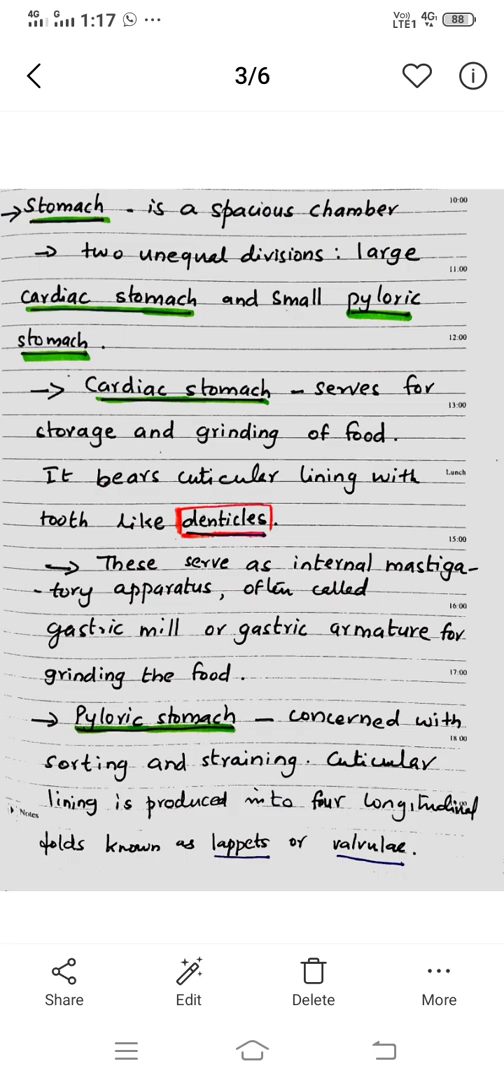 4G G 1:17 ... Vo)) LTE1 4G 88
3/6
→ Stomach - is a spacious chamber
10:00
→ two unequal divisions : large
11:00
cardiac stomach and small pyloric
stomach.
12:00
→ Cardiac stomach - serves for
13:00
storage and grinding of food.
It bears cuticular lining with
Lunch
tooth like denticles.
15:00
→ These serve as internal mastiga-
-tory apparatus, often called
16:00
gastric mill or gastric armature for
grinding the food.
17:00
→ Pyloric stomach - concerned with
18:00
sorting and straining. Cuticular
lining is produced into four longitudinal
Notes
folds known as lappets or valvulae.
Share Edit Delete More